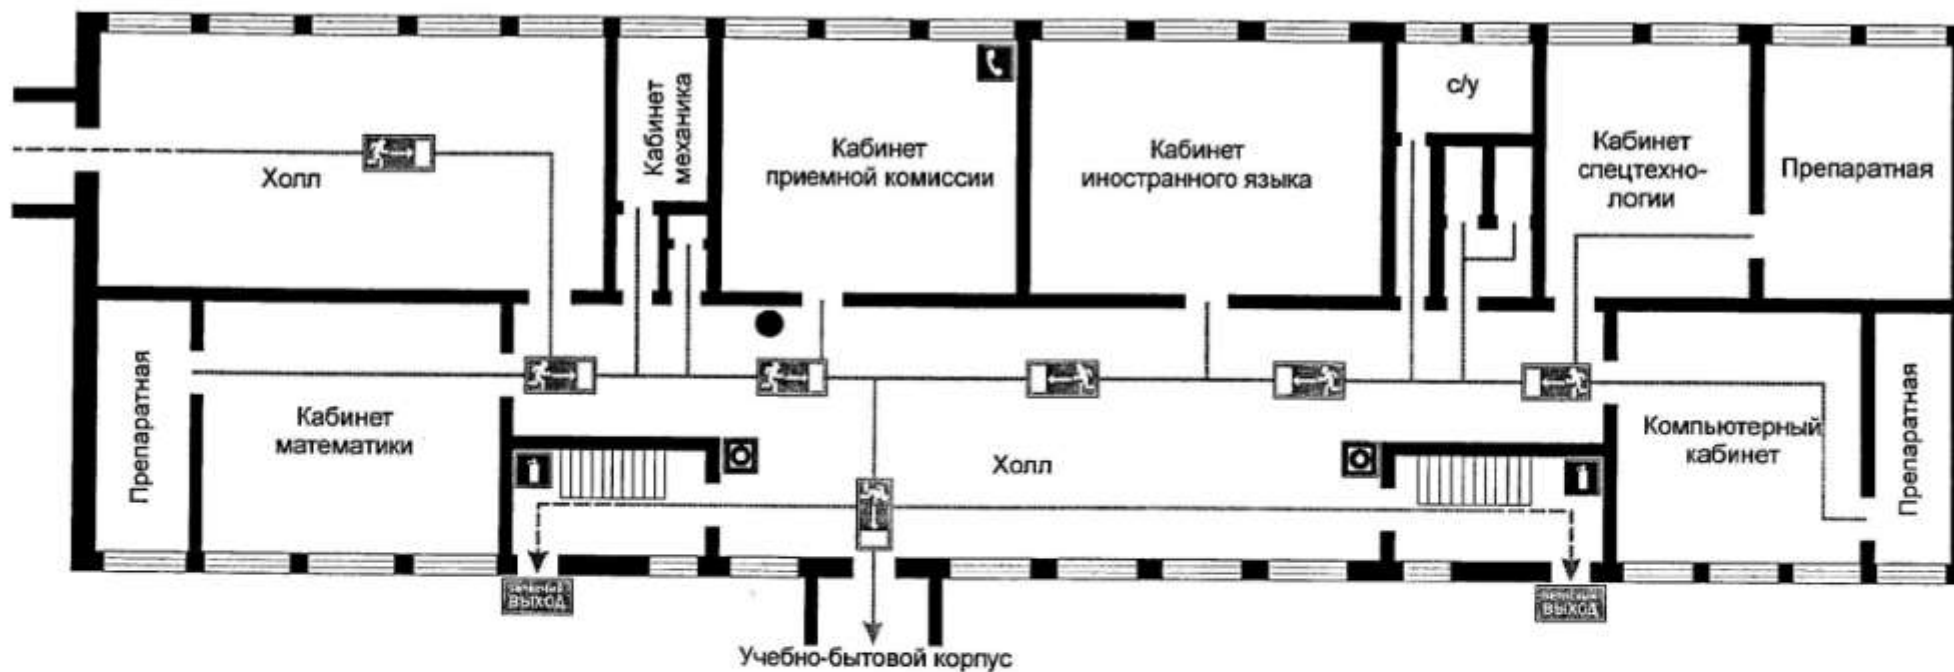 Холл
Кабинет
механика
Кабинет
приемной комиссии
Кабинет
иностранного языка
с/у
Кабинет
спецтехно-
логии
Препаратная
Препаратная
Кабинет
математики
Холл
Компьютерный
кабинет
Препаратная
ВЫХОД
ВЫХОД
Учебно-бытовой корпус